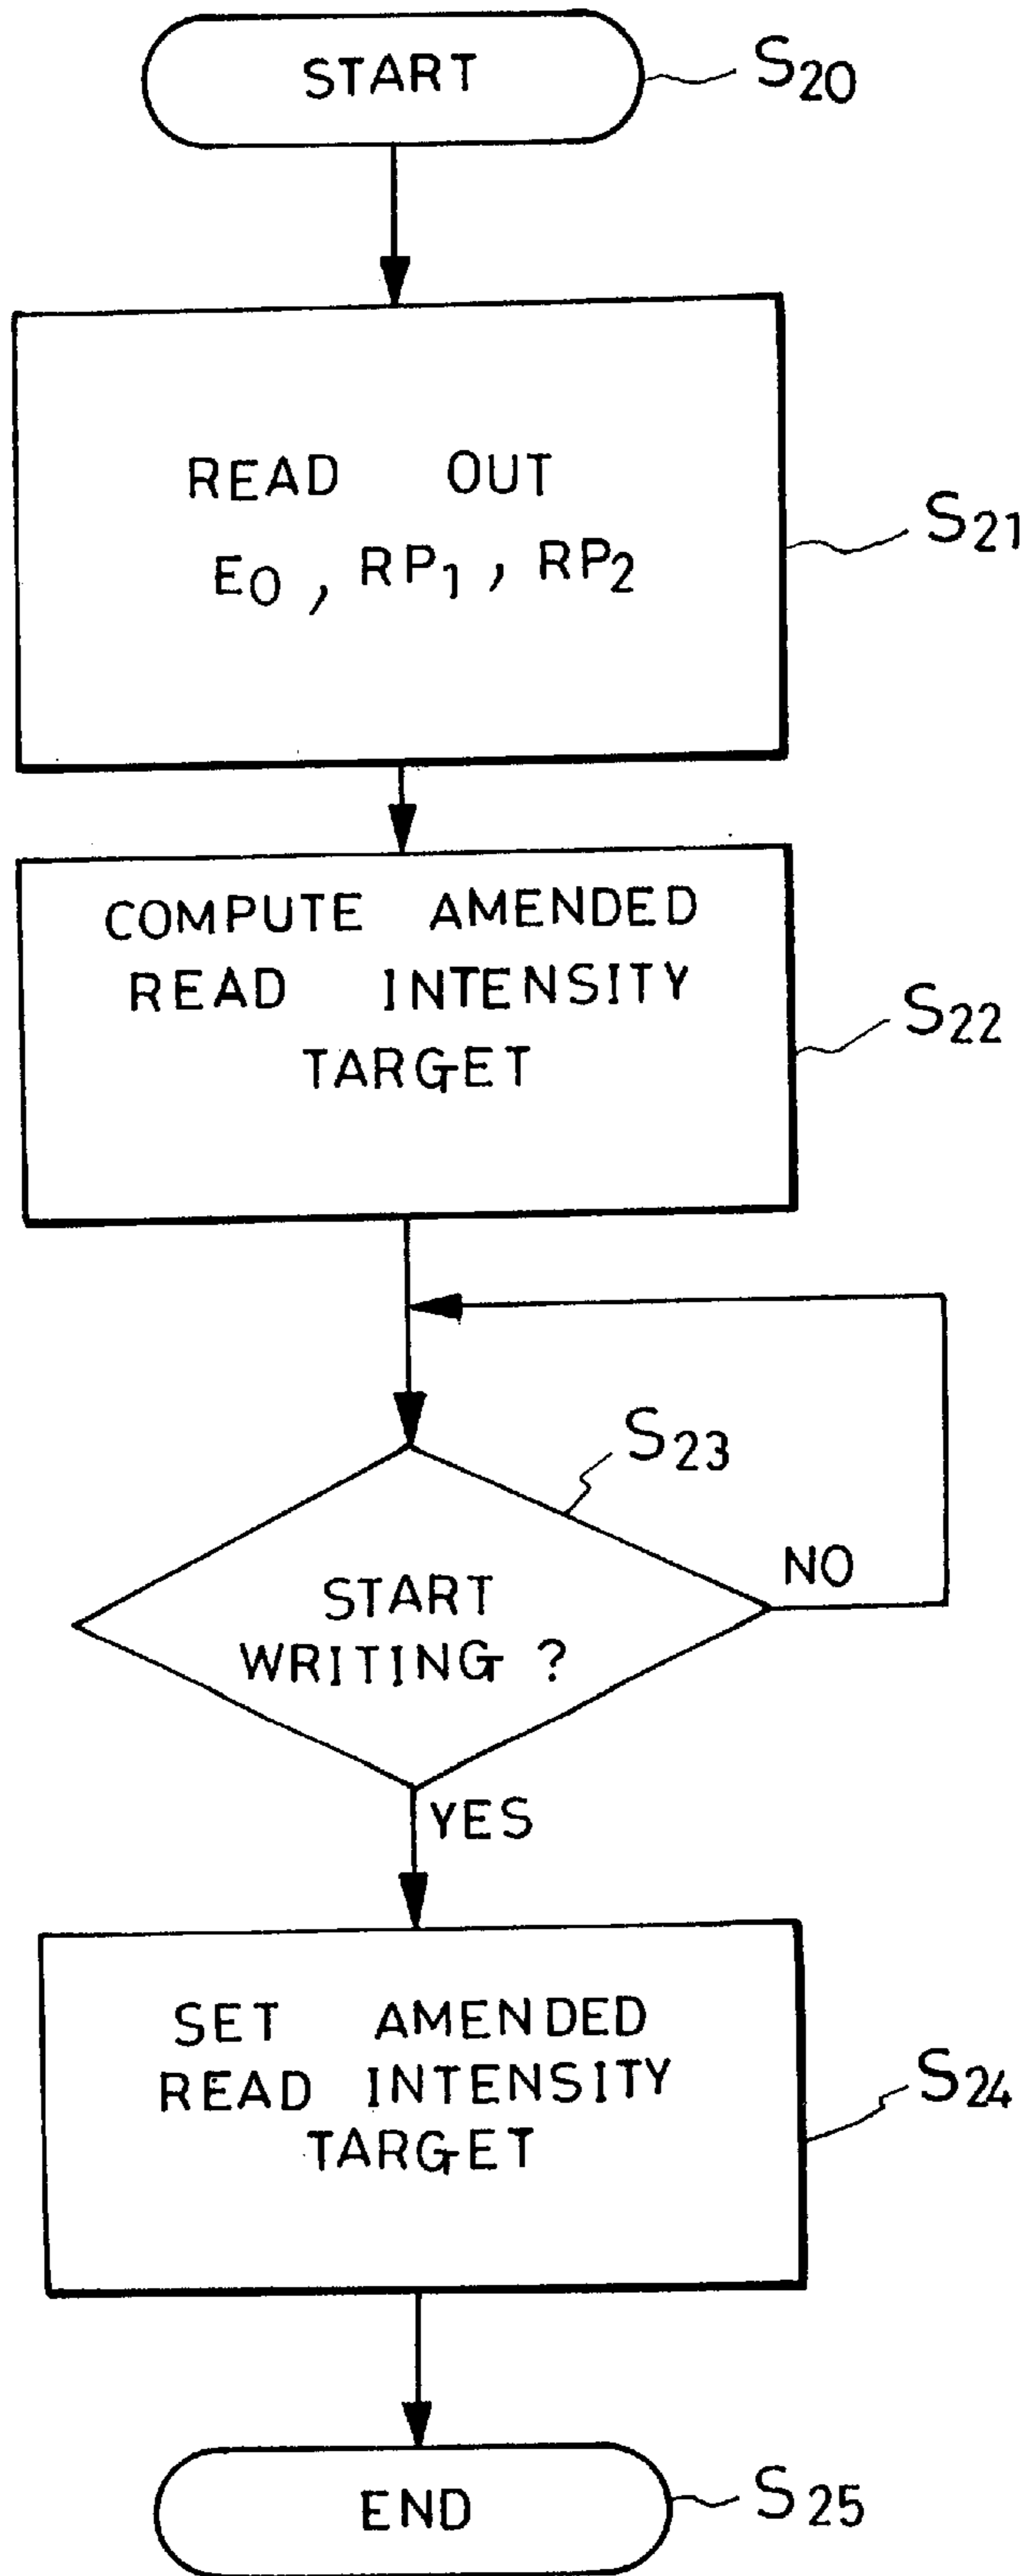 START
S20
READ OUT
E0, RP1, RP2
S21
COMPUTE AMENDED
READ INTENSITY
TARGET
S22
S23
NO
START
WRITING ?
YES
SET AMENDED
READ INTENSITY
TARGET
S24
END
S25